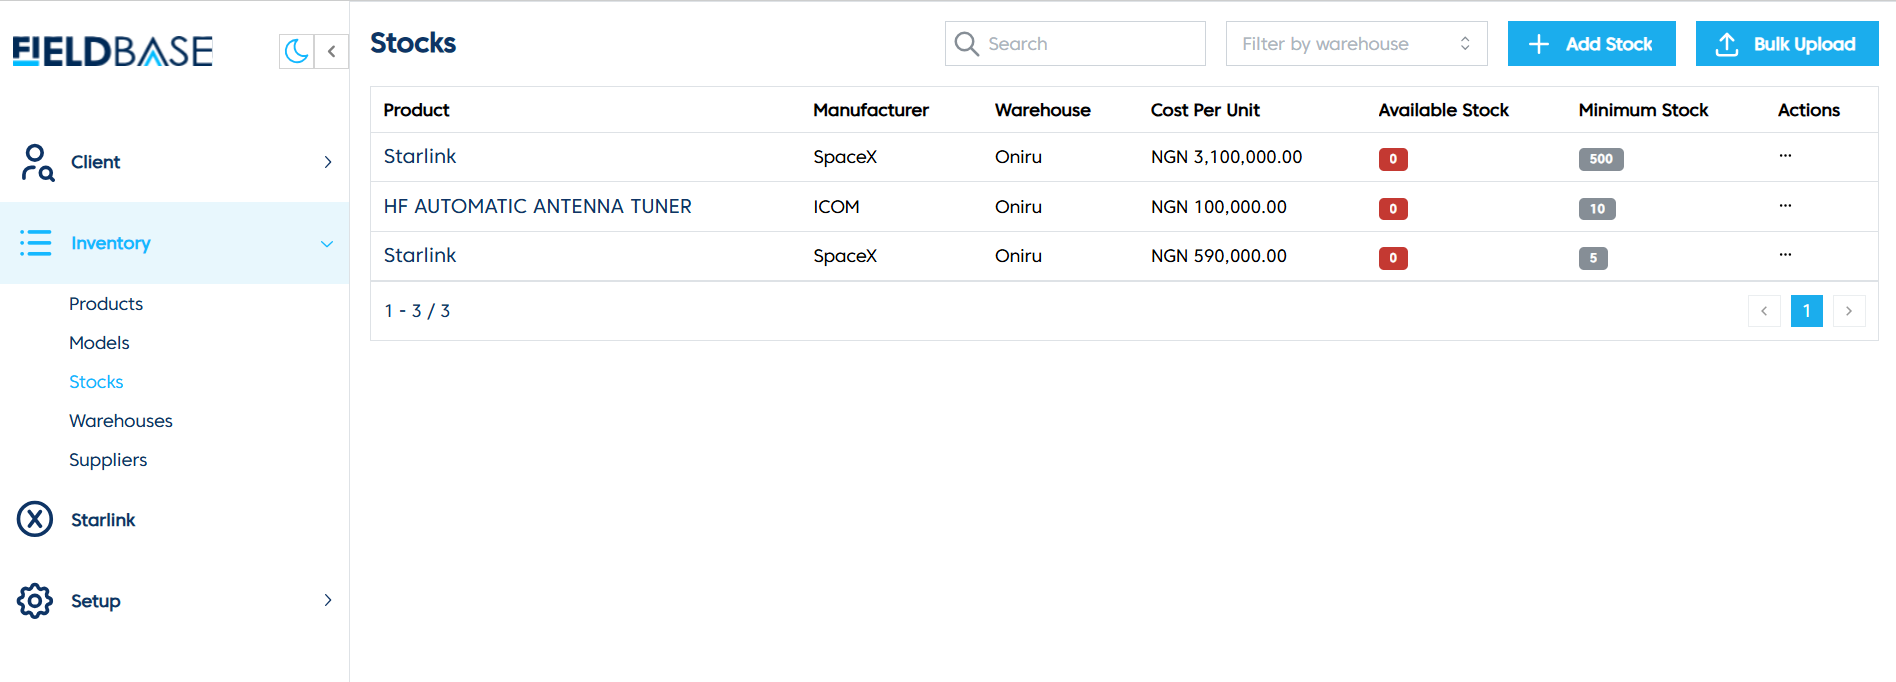 FIELDBASE
Client
Inventory
Products
Models
Stocks
Warehouses
Suppliers
Starlink
Setup
Stocks
Search
Filter by warehouse
Add Stock
Bulk Upload
Product Manufacturer Warehouse Cost Per Unit Available Stock Minimum Stock Actions
Starlink SpaceX Oniru NGN 3,100,000.00 0 500 ...
HF AUTOMATIC ANTENNA TUNER ICOM Oniru NGN 100,000.00 0 10 ...
Starlink SpaceX Oniru NGN 590,000.00 0 5 ...
1 - 3 / 3
1